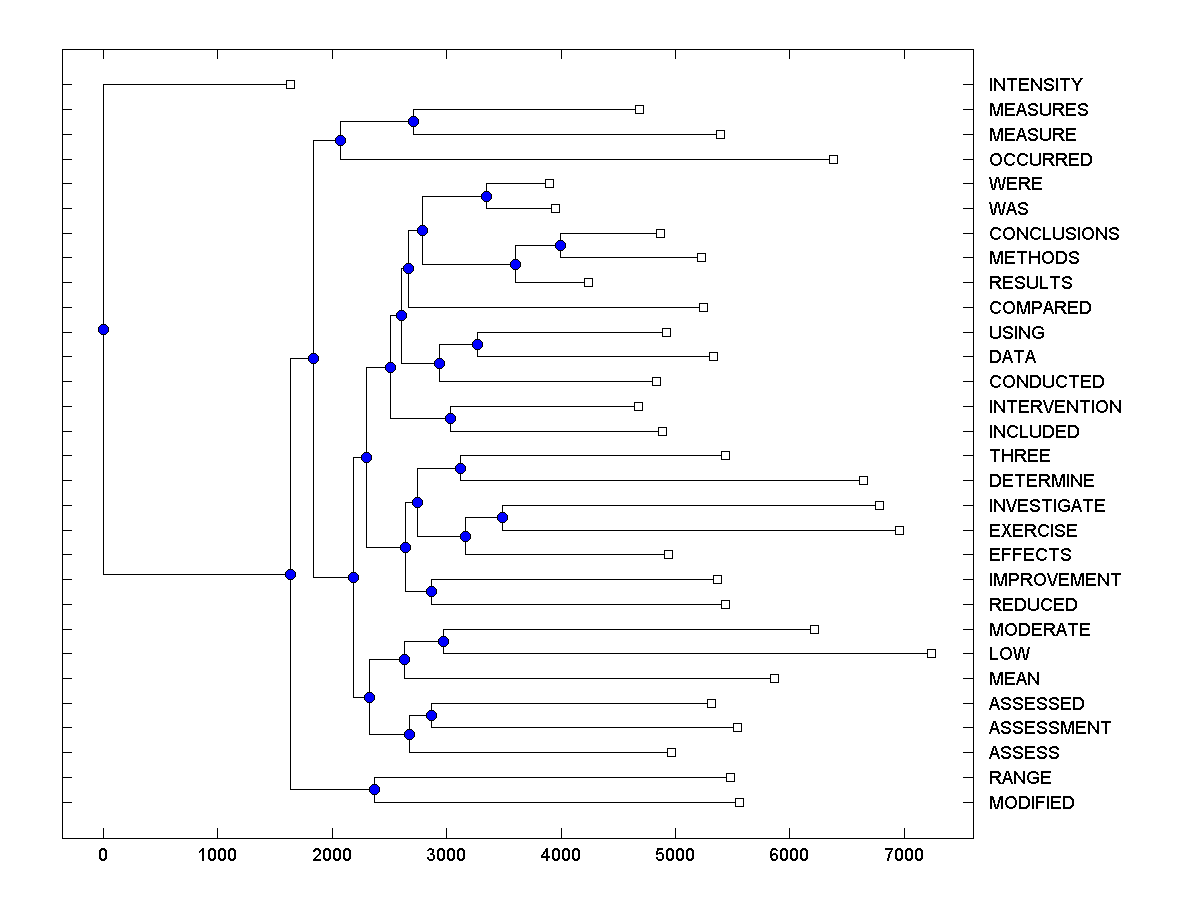 INTENSITY
MEASURES
MEASURE
OCCURRED
WERE
WAS
CONCLUSIONS
METHODS
RESULTS
COMPARED
USING
DATA
CONDUCTED
INTERVENTION
INCLUDED
THREE
DETERMINE
INVESTIGATE
EXERCISE
EFFECTS
IMPROVEMENT
REDUCED
MODERATE
LOW
MEAN
ASSESSED
ASSESSMENT
ASSESS
RANGE
MODIFIED
0 1000 2000 3000 4000 5000 6000 7000